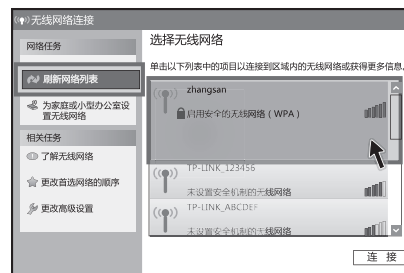 无线网络连接
网络任务
刷新网络列表
为家庭或小型办公室设
置无线网络
相关任务
了解无线网络
更改首选网络的顺序
更改高级设置
选择无线网络
单击以下列表中的项目以连接到区域内的无线网络或获得更多信息。
zhangsan
启用安全的无线网络（WPA）
TP-LINK_123456
未设置安全机制的无线网络
TP-LINK_ABCDEF
未设置安全机制的无线网络
连 接